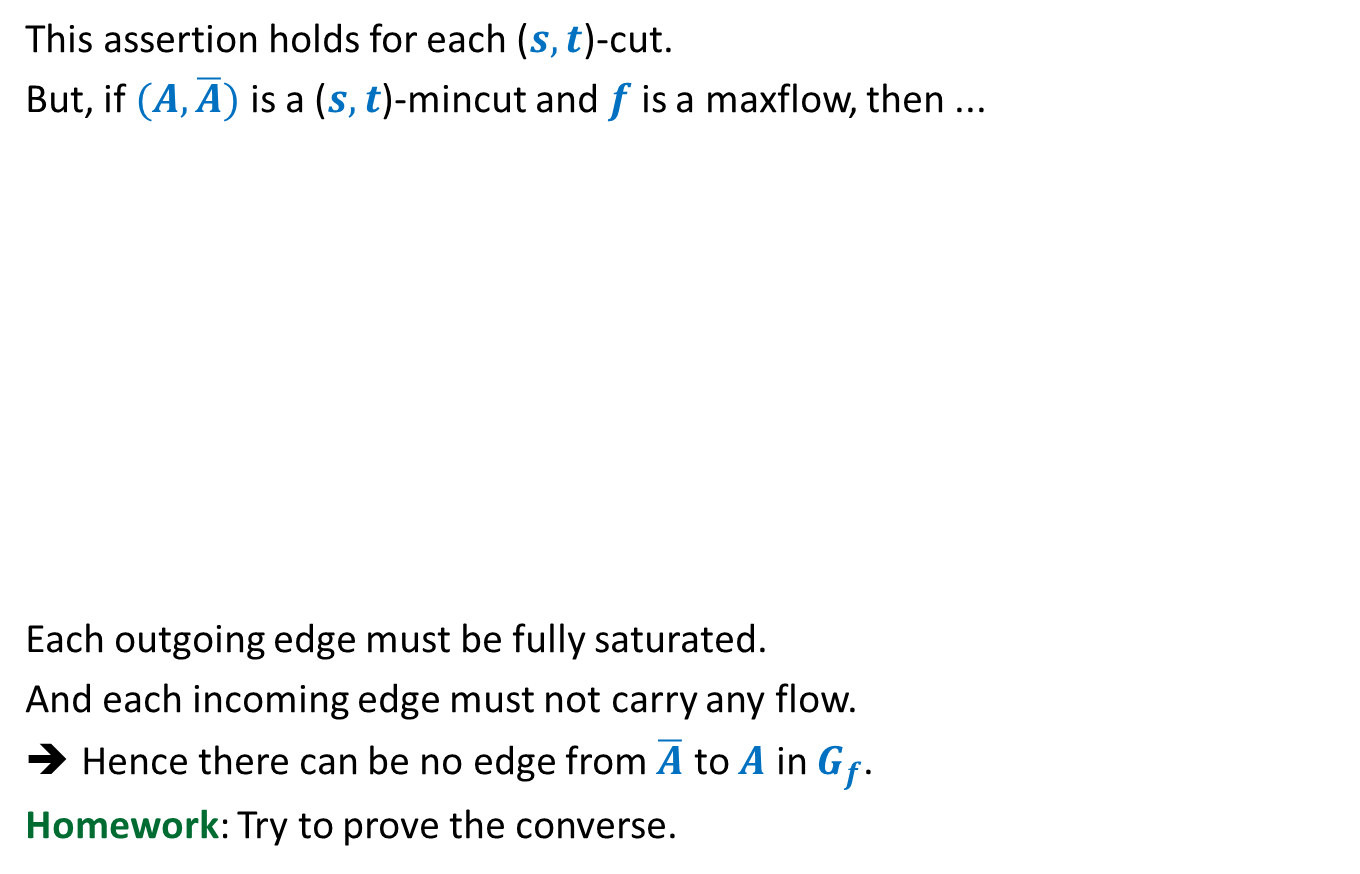 This assertion holds for each (s, t)-cut.
But, if (A, A̅) is a (s, t)-mincut and f is a maxflow, then ...
Each outgoing edge must be fully saturated.
And each incoming edge must not carry any flow.
➔ Hence there can be no edge from A̅ to A in G_f.
Homework: Try to prove the converse.